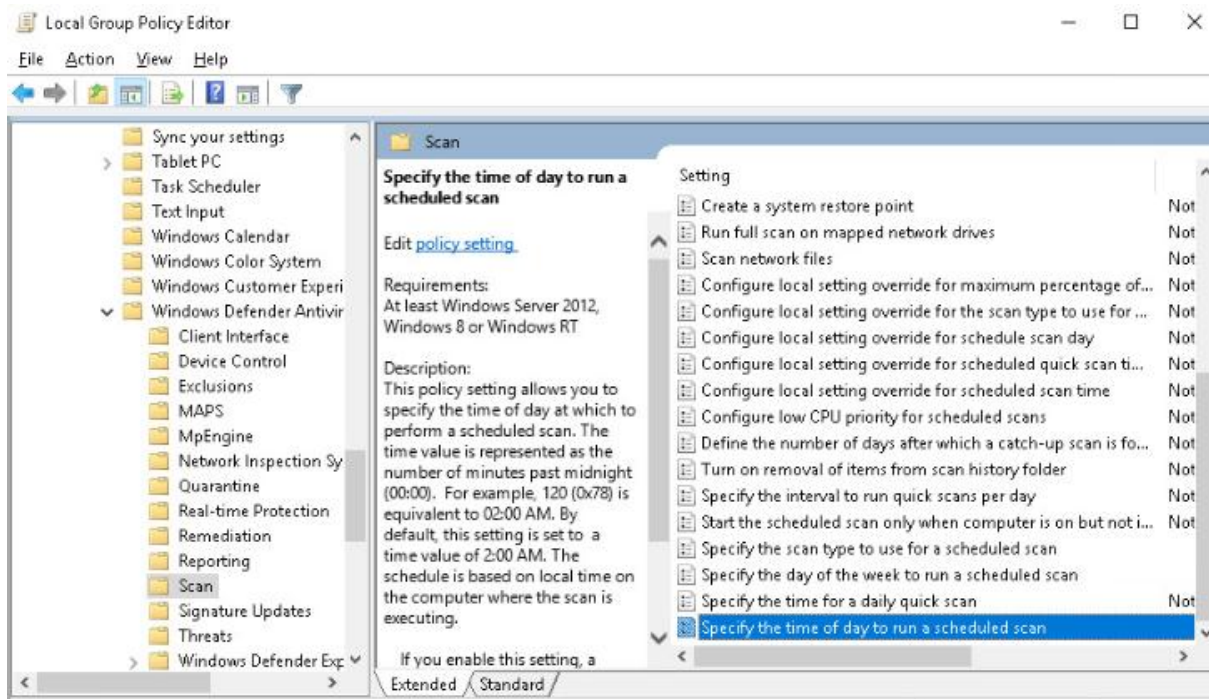 Local Group Policy Editor
File Action View Help
Sync your settings
Tablet PC
Task Scheduler
Text Input
Windows Calendar
Windows Color System
Windows Customer Experi
Windows Defender Antivir
Client Interface
Device Control
Exclusions
MAPS
MpEngine
Network Inspection Sy
Quarantine
Real-time Protection
Remediation
Reporting
Scan
Signature Updates
Threats
Windows Defender Exp
Scan
Specify the time of day to run a
scheduled scan
Edit policy setting
Requirements:
At least Windows Server 2012,
Windows 8 or Windows RT
Description:
This policy setting allows you to
specify the time of day at which to
perform a scheduled scan. The
time value is represented as the
number of minutes past midnight
(00:00). For example, 120 (0x78) is
equivalent to 02:00 AM. By
default, this setting is set to a
time value of 2:00 AM. The
schedule is based on local time on
the computer where the scan is
executing.
If you enable this setting, a
Setting
Create a system restore point Not
Run full scan on mapped network drives Not
Scan network files Not
Configure local setting override for maximum percentage of... Not
Configure local setting override for the scan type to use for ... Not
Configure local setting override for schedule scan day Not
Configure local setting override for scheduled quick scan ti... Not
Configure local setting override for scheduled scan time Not
Configure low CPU priority for scheduled scans Not
Define the number of days after which a catch-up scan is fo... Not
Turn on removal of items from scan history folder Not
Specify the interval to run quick scans per day Not
Start the scheduled scan only when computer is on but not i... Not
Specify the scan type to use for a scheduled scan
Specify the day of the week to run a scheduled scan
Specify the time for a daily quick scan Not
Specify the time of day to run a scheduled scan
Extended Standard